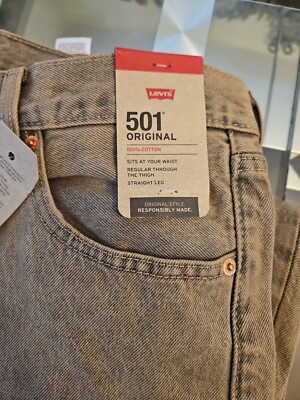 Levi's
501®
ORIGINAL
100% COTTON
SITS AT YOUR WAIST
REGULAR THROUGH
THE THIGH
STRAIGHT LEG
ORIGINAL STYLE.
RESPONSIBLY MADE.